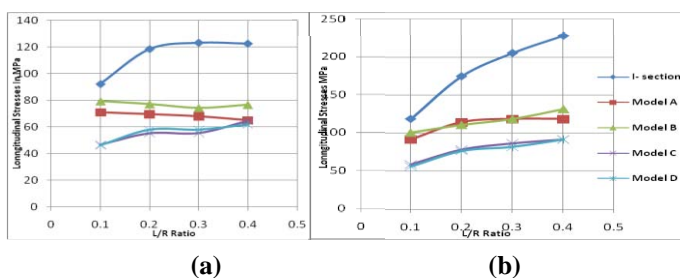 (a)
140
120
100
80
60
40
20
0
Lonngitudinal Stresses In MPa
0 0.1 0.2 0.3 0.4 0.5
L/R Ratio
(b)
250
200
150
100
50
0
Lonngitudinal Stresses MPa
0 0.1 0.2 0.3 0.4 0.5
L/R Ratio
I- section
Model A
Model B
Model C
Model D
(a)
(b)